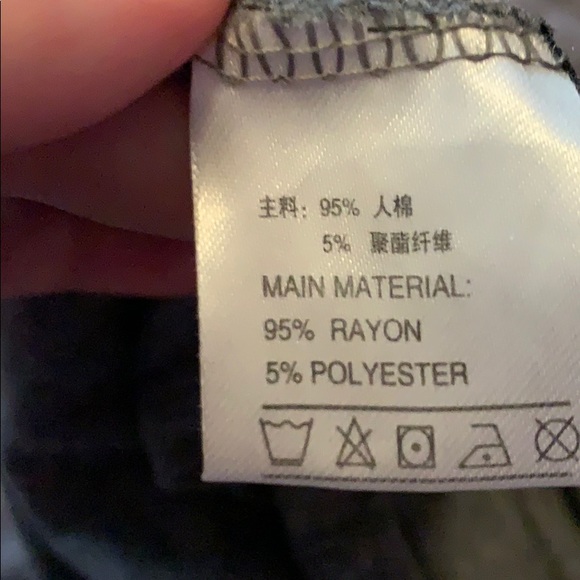 主料：95% 人棉
5% 聚酯纤维
MAIN MATERIAL:
95% RAYON
5% POLYESTER